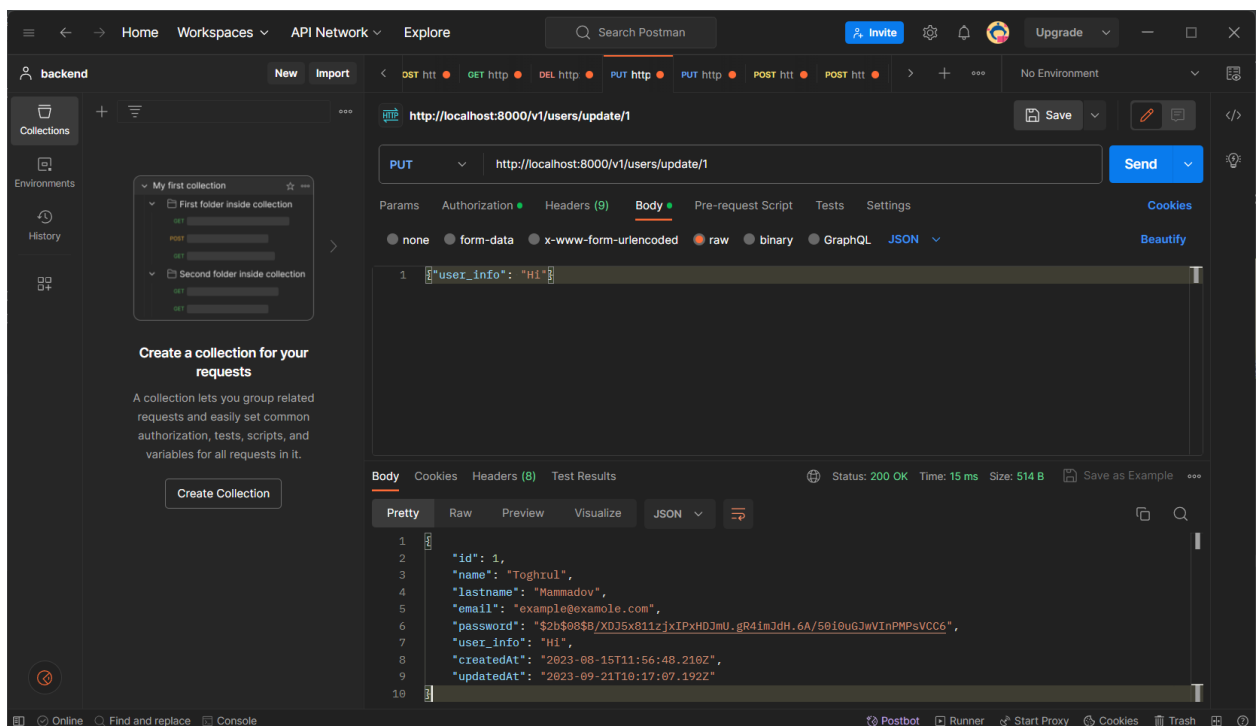 Home Workspaces API Network Explore Search Postman Invite Upgrade
backend New Import OST htt GET http DEL http PUT http PUT http POST htt POST htt No Environment
Collections
Environments
History
My first collection
First folder inside collection
GET
POST
GET
Second folder inside collection
GET
GET
Create a collection for your
requests
A collection lets you group related
requests and easily set common
authorization, tests, scripts, and
variables for all requests in it.
Create Collection
HTTP http://localhost:8000/v1/users/update/1 Save
PUT http://localhost:8000/v1/users/update/1 Send
Params Authorization Headers (9) Body Pre-request Script Tests Settings Cookies
none form-data x-www-form-urlencoded raw binary GraphQL JSON Beautify
1 {"user_info": "Hi"}
Body Cookies Headers (8) Test Results Status: 200 OK Time: 15 ms Size: 514 B Save as Example
Pretty Raw Preview Visualize JSON
1 {
2 "id": 1,
3 "name": "Toghrul",
4 "lastname": "Mammadov",
5 "email": "example@examole.com",
6 "password": "$2b$08$B/XDJ5x811zjxIPxHDJmU.gR4imJdH.6A/50i0uGJwVInPMPsVCC6",
7 "user_info": "Hi",
8 "createdAt": "2023-08-15T11:56:48.210Z",
9 "updatedAt": "2023-09-21T10:17:07.192Z"
10 }
Online Find and replace Console Postbot Runner Start Proxy Cookies Trash